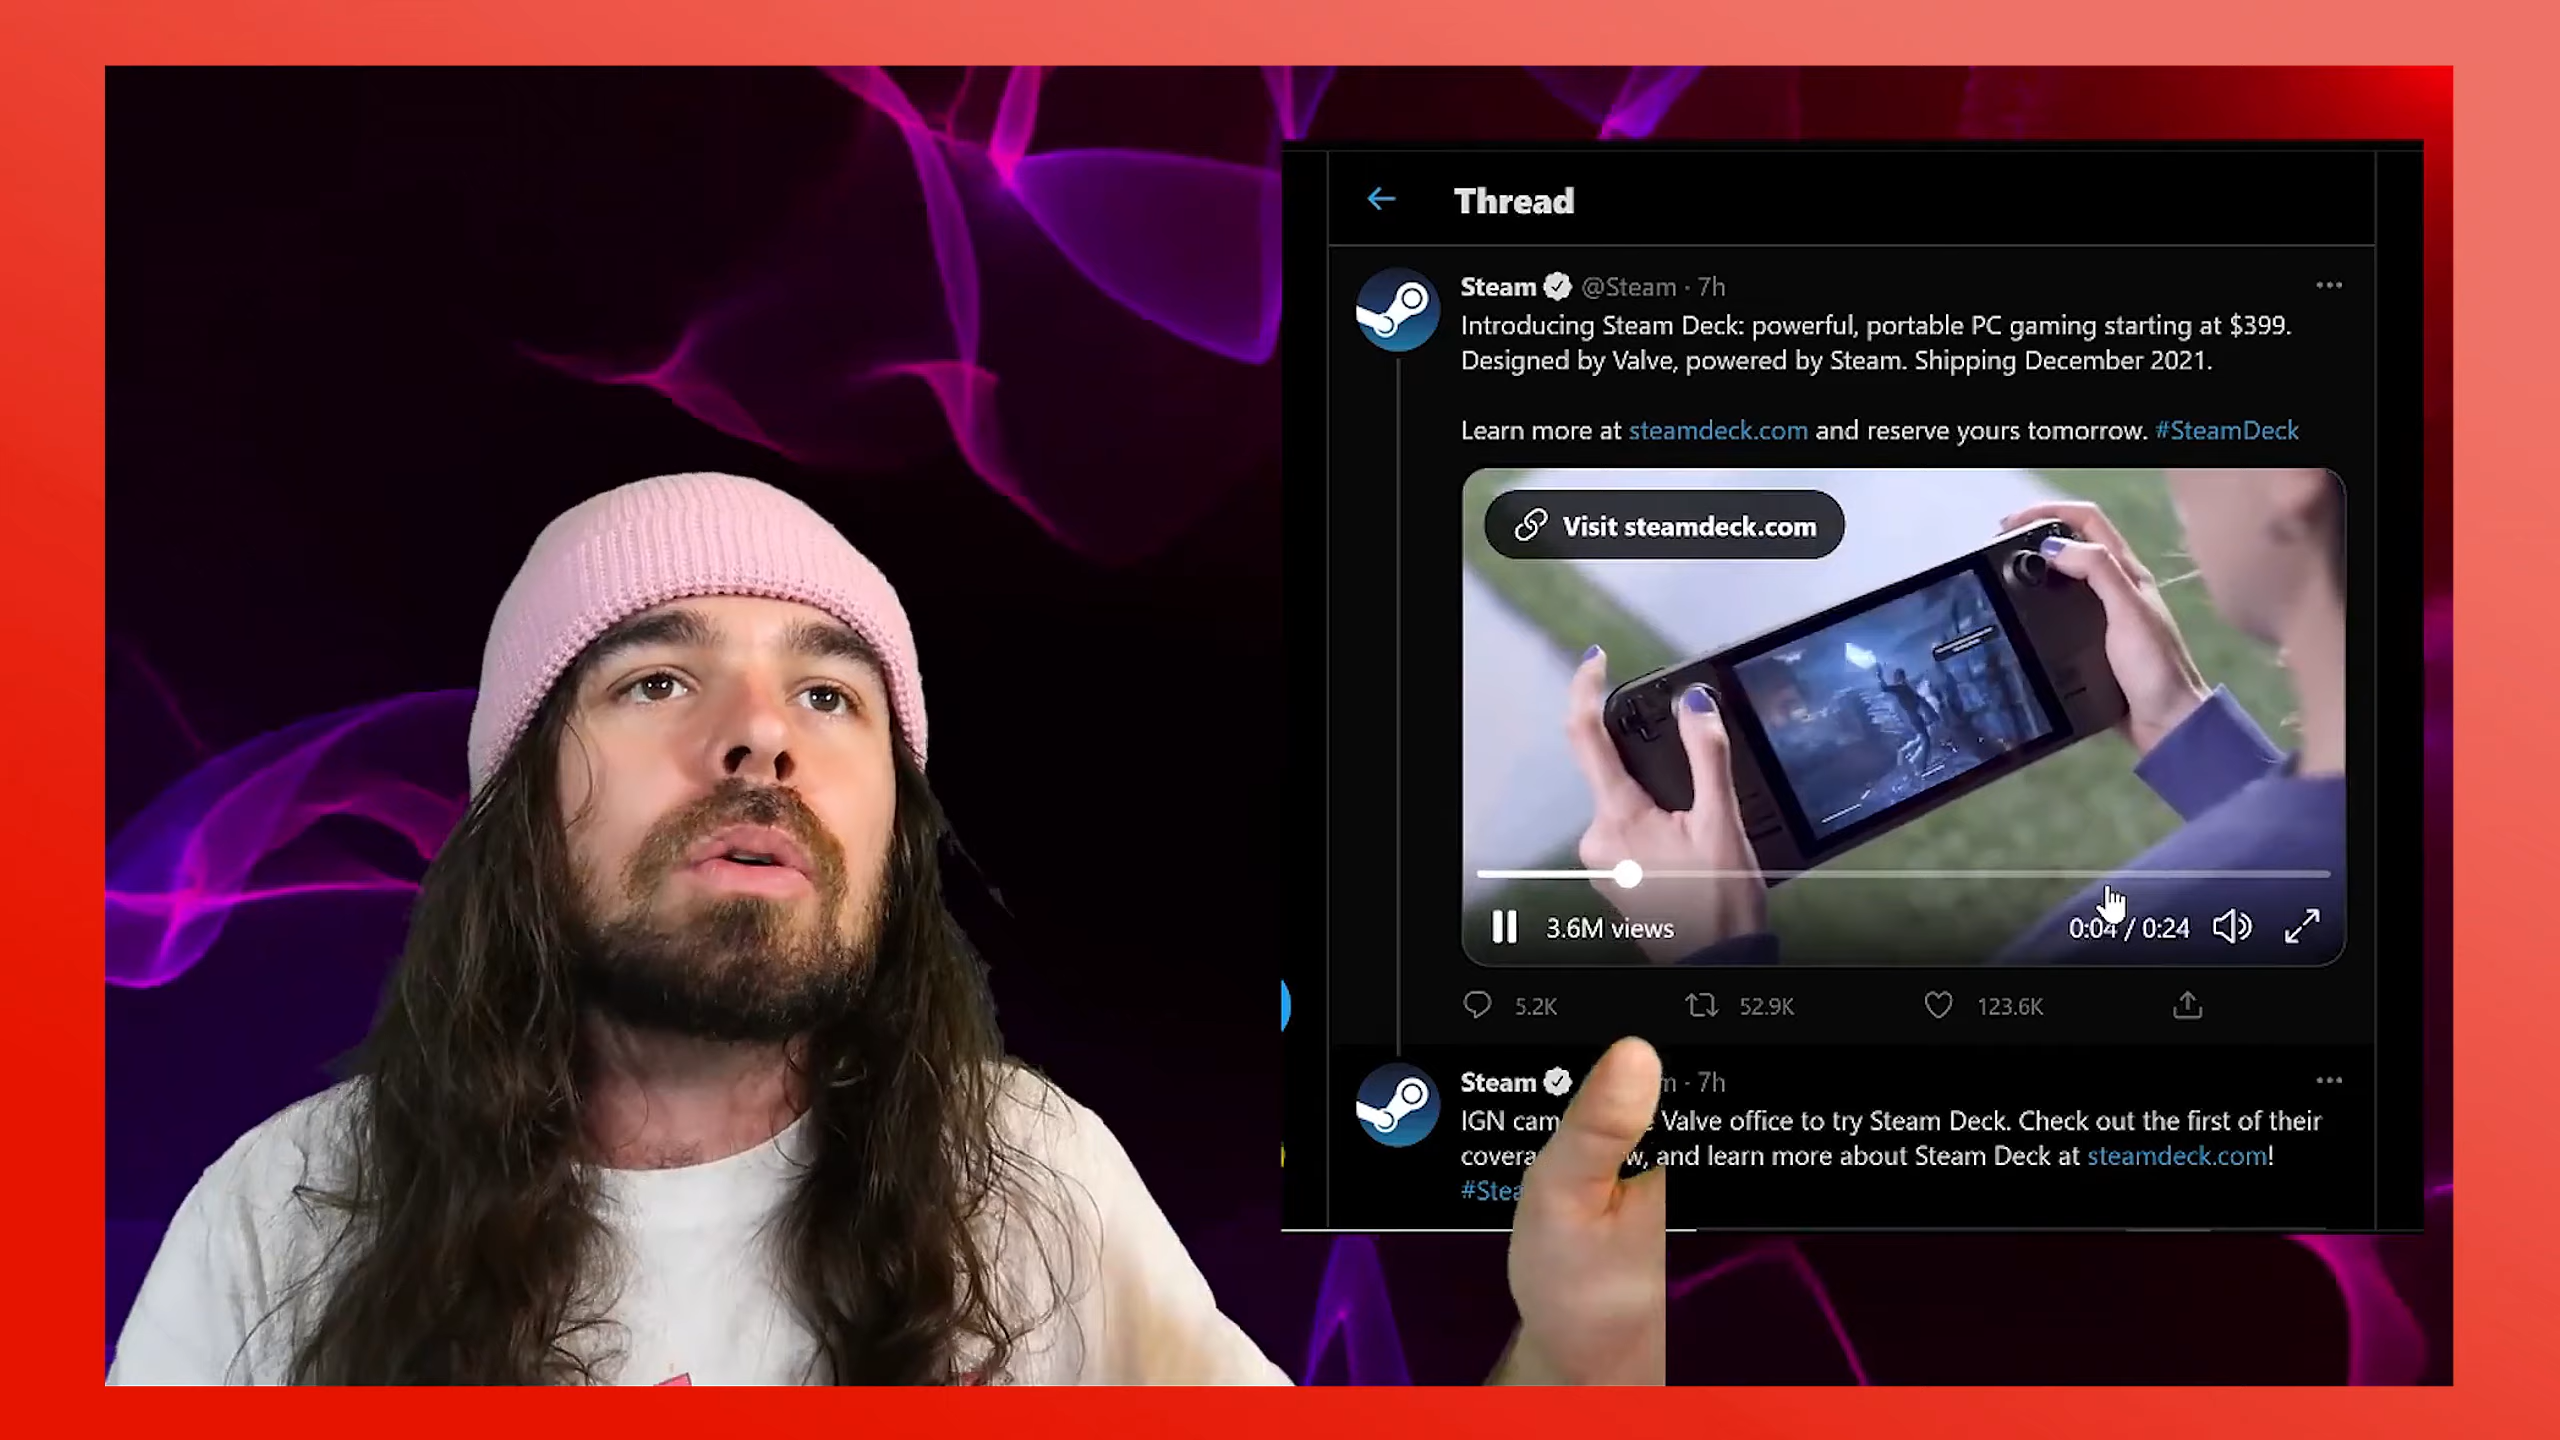 Thread
Steam @Steam · 7h
Introducing Steam Deck: powerful, portable PC gaming starting at $399.
Designed by Valve, powered by Steam. Shipping December 2021.
Learn more at steamdeck.com and reserve yours tomorrow. #SteamDeck
Visit steamdeck.com
3.6M views
0:04 / 0:24
5.2K 52.9K 123.6K
Steam m · 7h
IGN cam Valve office to try Steam Deck. Check out the first of their
covera w, and learn more about Steam Deck at steamdeck.com!
#Stea